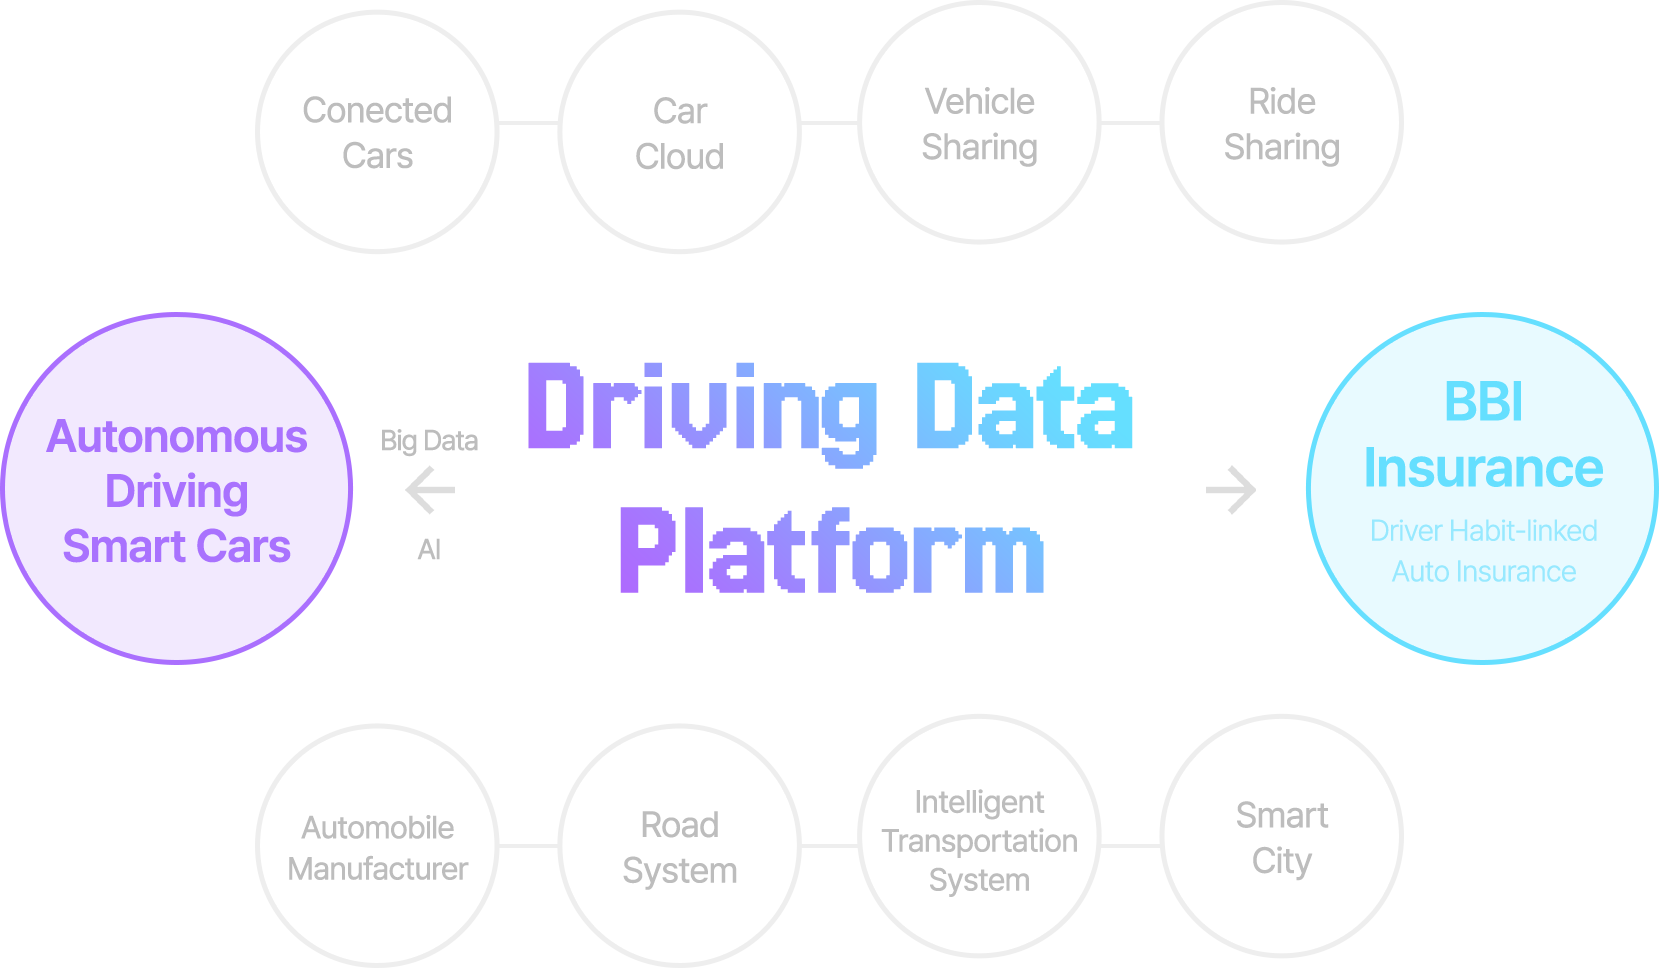 Conected
Cars
Car
Cloud
Vehicle
Sharing
Ride
Sharing
Autonomous
Driving
Smart Cars
Big Data
AI
Driving Data
Platform
BBI
Insurance
Driver Habit-linked
Auto Insurance
Automobile
Manufacturer
Road
System
Intelligent
Transportation
System
Smart
City